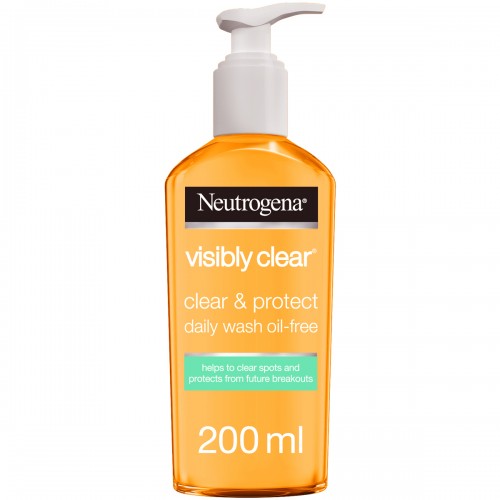 Neutrogena®
visibly clear®
clear & protect
daily wash oil-free
helps to clear spots and
protects from future breakouts
200 ml